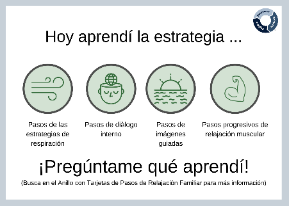 Hoy aprendí la estrategia ...
Pasos de las
estrategias de
respiración
Pasos de diálogo
interno
Pasos de
imágenes
guiadas
Pasos progresivos de
relajación muscular
¡Pregúntame qué aprendí!
(Busca en el Anillo con Tarjetas de Pasos de Relajación Familiar para más información)